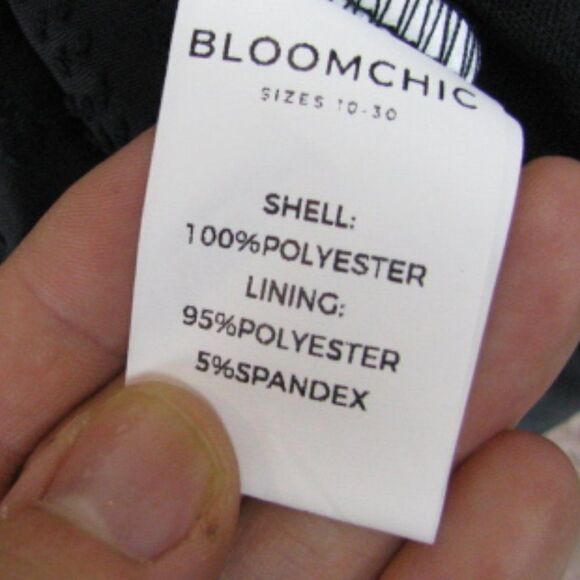 BLOOMCHIC
SIZES 10-30
SHELL:
100%POLYESTER
LINING:
95%POLYESTER
5%SPANDEX